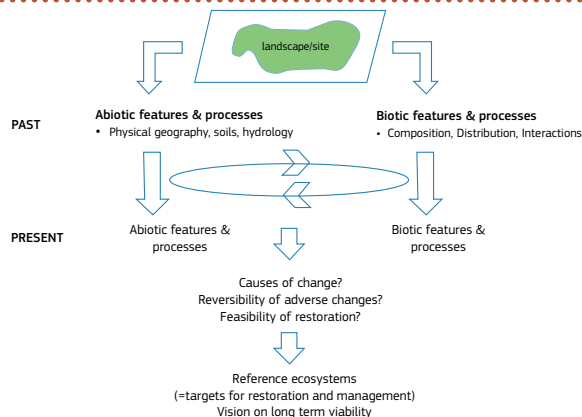 landscape/site
PAST
Abiotic features & processes
• Physical geography, soils, hydrology
Biotic features & processes
• Composition, Distribution, Interactions
PRESENT
Abiotic features &
processes
Biotic features &
processes
Causes of change?
Reversibility of adverse changes?
Feasibility of restoration?
Reference ecosystems
(=targets for restoration and management)
Vision on long term viability